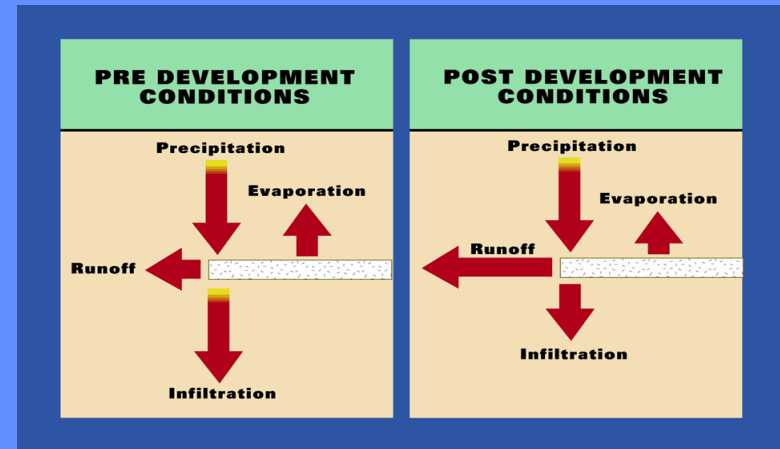 PRE DEVELOPMENT
CONDITIONS
Precipitation
Evaporation
Runoff
Infiltration
POST DEVELOPMENT
CONDITIONS
Precipitation
Evaporation
Runoff
Infiltration